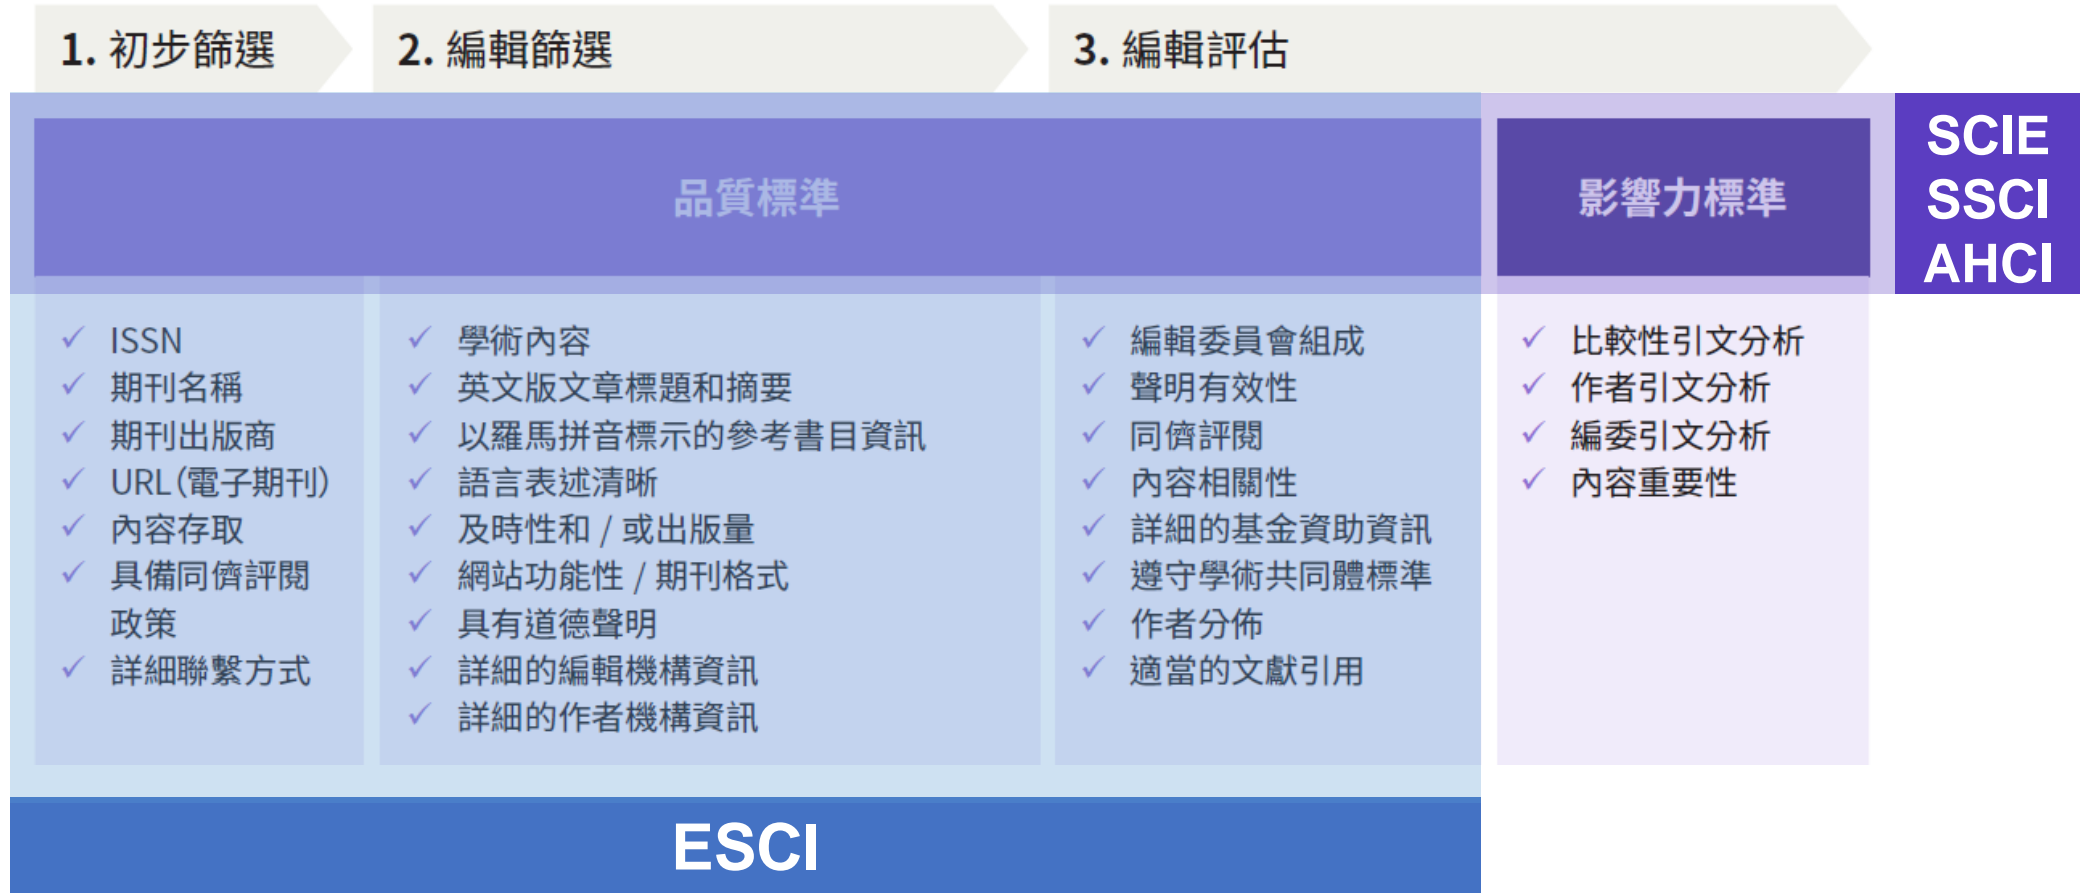 1. 初步篩選
2. 編輯篩選
3. 編輯評估
品質標準
影響力標準
SCIE
SSCI
AHCI
✓ ISSN
✓ 期刊名稱
✓ 期刊出版商
✓ URL(電子期刊)
✓ 內容存取
✓ 具備同儕評閱
政策
✓ 詳細聯繫方式
✓ 學術內容
✓ 英文版文章標題和摘要
✓ 以羅馬拼音標示的參考書目資訊
✓ 語言表述清晰
✓ 及時性和 / 或出版量
✓ 網站功能性 / 期刊格式
✓ 具有道德聲明
✓ 詳細的編輯機構資訊
✓ 詳細的作者機構資訊
✓ 編輯委員會組成
✓ 聲明有效性
✓ 同儕評閱
✓ 內容相關性
✓ 詳細的基金資助資訊
✓ 遵守學術共同體標準
✓ 作者分佈
✓ 適當的文獻引用
✓ 比較性引文分析
✓ 作者引文分析
✓ 編委引文分析
✓ 內容重要性
ESCI